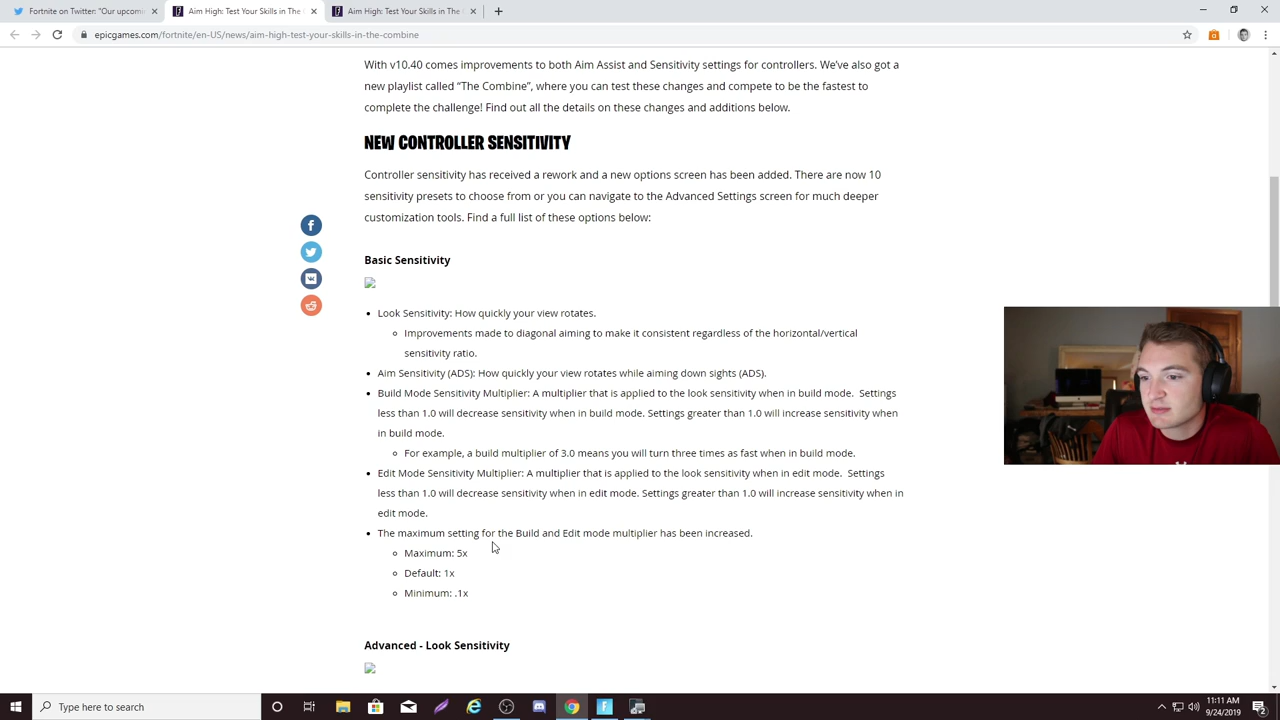 Fortnite on Twitter: "Our upcomi
Aim High: Test Your Skills in The C
Aim High: Test Your Skills in The C
epicgames.com/fortnite/en-US/news/aim-high-test-your-skills-in-the-combine
With v10.40 comes improvements to both Aim Assist and Sensitivity settings for controllers. We've also got a
new playlist called “The Combine”, where you can test these changes and compete to be the fastest to
complete the challenge! Find out all the details on these changes and additions below.
NEW CONTROLLER SENSITIVITY
Controller sensitivity has received a rework and a new options screen has been added. There are now 10
sensitivity presets to choose from or you can navigate to the Advanced Settings screen for much deeper
customization tools. Find a full list of these options below:
Basic Sensitivity
Look Sensitivity: How quickly your view rotates.
Improvements made to diagonal aiming to make it consistent regardless of the horizontal/vertical
sensitivity ratio.
Aim Sensitivity (ADS): How quickly your view rotates while aiming down sights (ADS).
Build Mode Sensitivity Multiplier: A multiplier that is applied to the look sensitivity when in build mode. Settings
less than 1.0 will decrease sensitivity when in build mode. Settings greater than 1.0 will increase sensitivity when
in build mode.
For example, a build multiplier of 3.0 means you will turn three times as fast when in build mode.
Edit Mode Sensitivity Multiplier: A multiplier that is applied to the look sensitivity when in edit mode. Settings
less than 1.0 will decrease sensitivity when in edit mode. Settings greater than 1.0 will increase sensitivity when in
edit mode.
The maximum setting for the Build and Edit mode multiplier has been increased.
Maximum: 5x
Default: 1x
Minimum: .1x
Advanced - Look Sensitivity
Type here to search
11:11 AM
9/24/2019
2